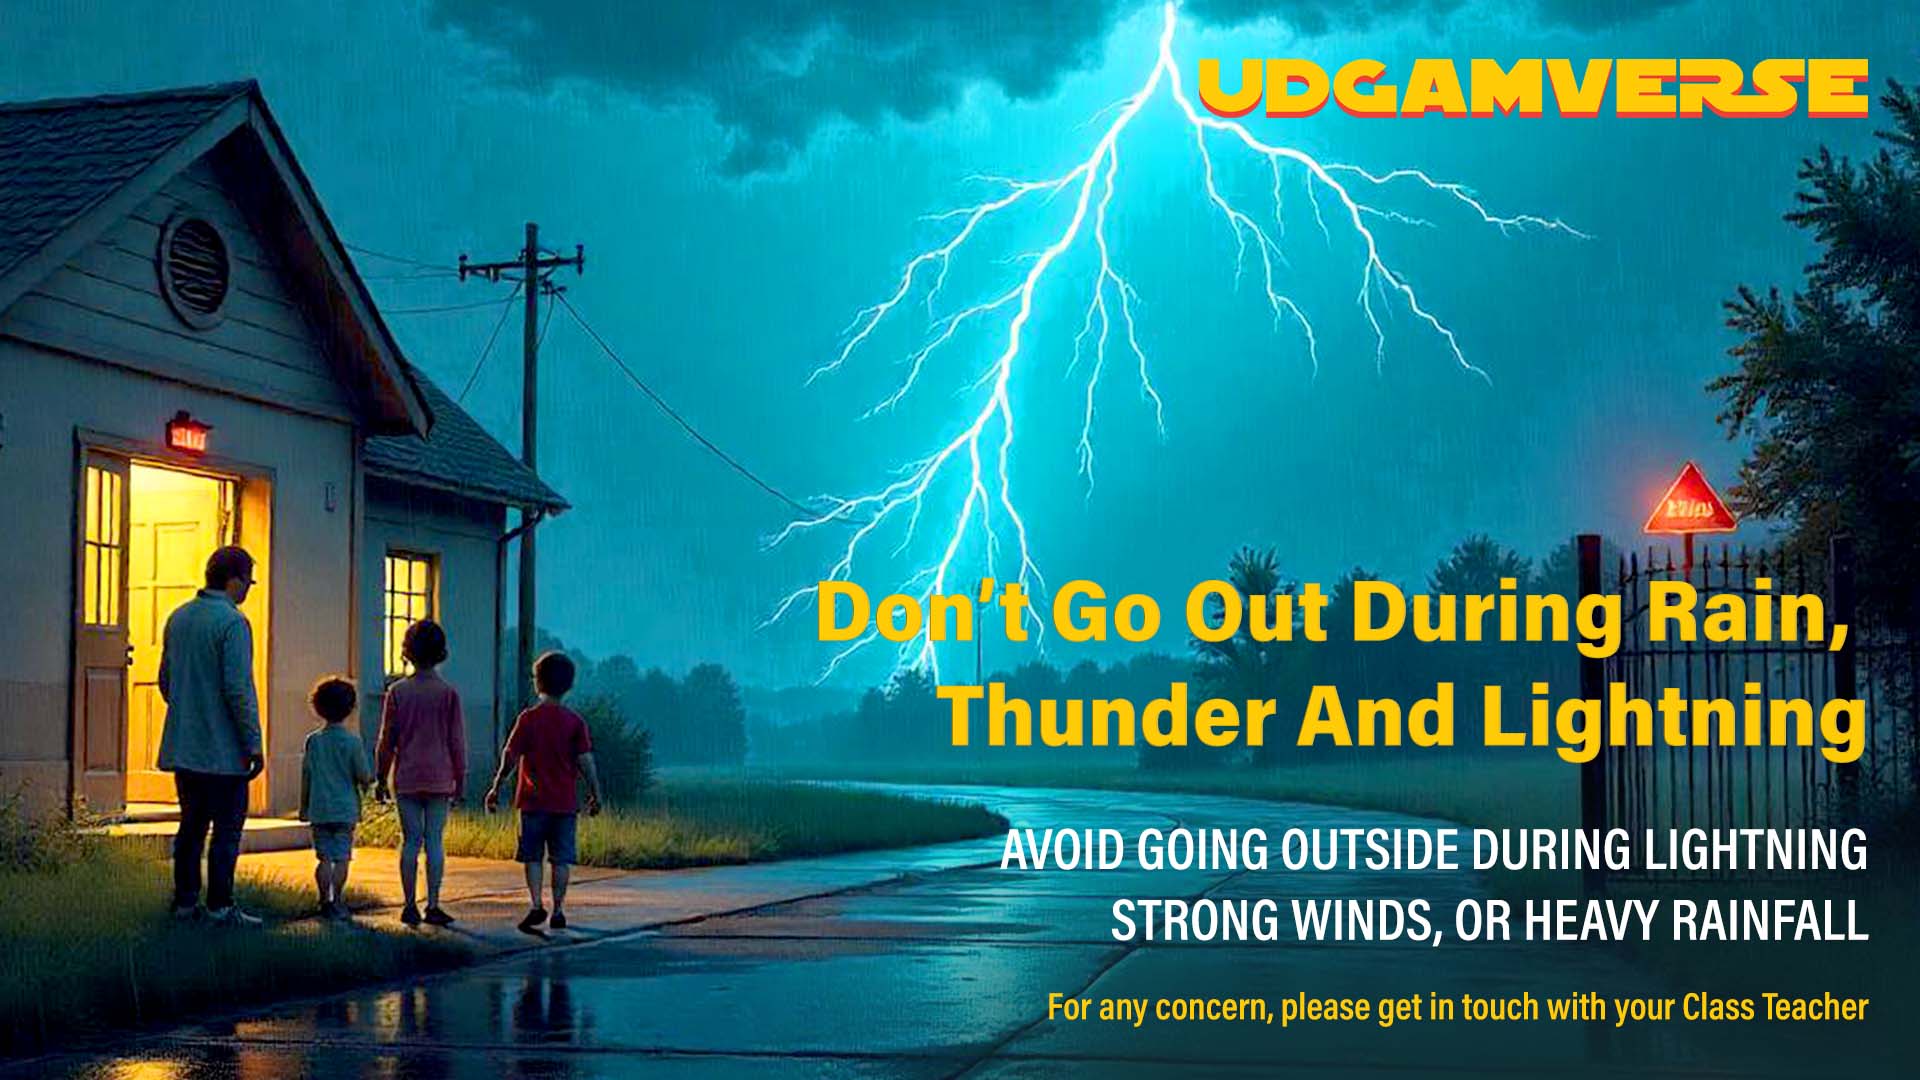 UDGAMVERSE
Don't Go Out During Rain,
Thunder And Lightning
AVOID GOING OUTSIDE DURING LIGHTNING
STRONG WINDS, OR HEAVY RAINFALL
For any concern, please get in touch with your Class Teacher